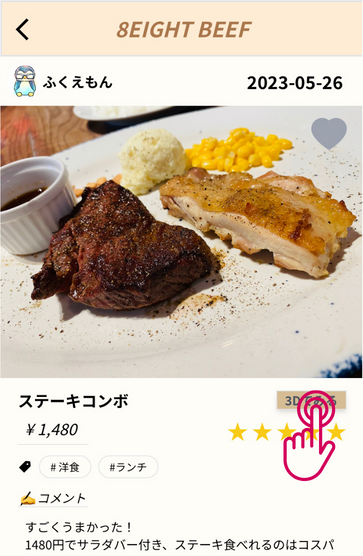 8EIGHT BEEF
ふくえもん
2023-05-26
ステーキコンボ
3D
¥1,480
# 洋食
#ランチ
✍️コメント
すごくうまかった！
1480円でサラダバー付き、ステーキ食べれるのはコスパ